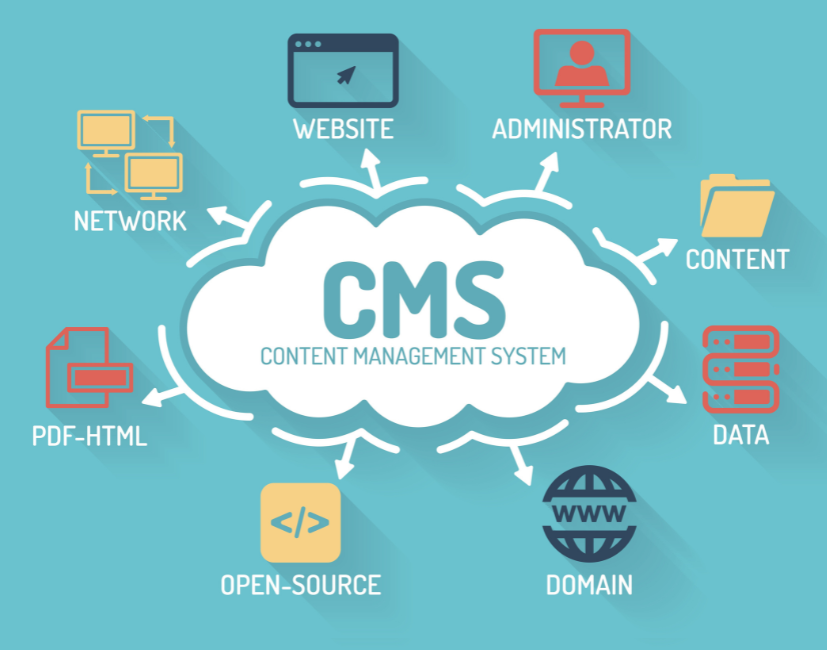 WEBSITE
ADMINISTRATOR
NETWORK
CONTENT
CMS
CONTENT MANAGEMENT SYSTEM
PDF-HTML
DATA
</>
WWW
OPEN-SOURCE
DOMAIN